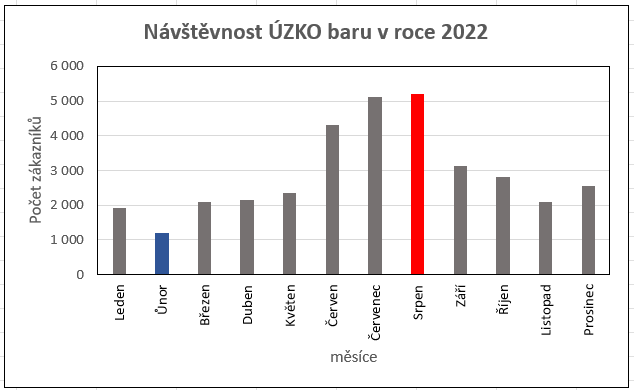 Návštěvnost ÚZKO baru v roce 2022
Počet zákazníků
6 000
5 000
4 000
3 000
2 000
1 000
0
Leden
Únor
Březen
Duben
Květen
Červen
Červenec
Srpen
Září
Říjen
Listopad
Prosinec
měsíce